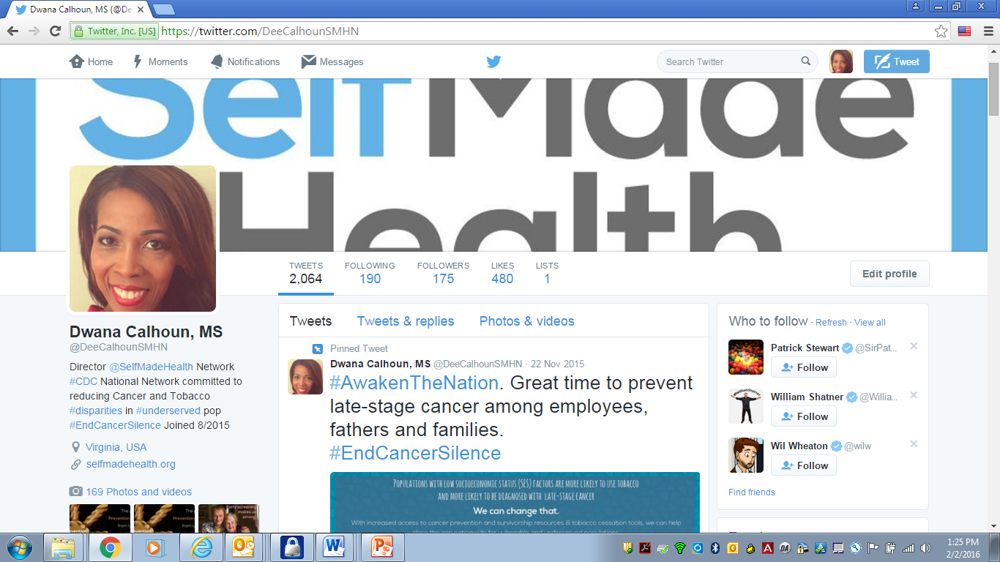 Dwana Calhoun, MS (@De
Twitter, Inc. [US] https://twitter.com/DeeCalhounSMHN
Home Moments Notifications Messages Search Twitter Tweet
SelfMade
Health
TWEETS FOLLOWING FOLLOWERS LIKES LISTS
2,064 190 175 480 1
Edit profile
Dwana Calhoun, MS
@DeeCalhounSMHN
Director @SelfMadeHealth Network
#CDC National Network committed to
reducing Cancer and Tobacco
#disparities in #underserved pop
#EndCancerSilence Joined 8/2015
Virginia, USA
selfmadehealth.org
169 Photos and videos
Early screening
makes us
strong
Tweets Tweets & replies Photos & videos
Pinned Tweet
Dwana Calhoun, MS @DeeCalhounSMHN · 22 Nov 2015
#AwakenTheNation. Great time to prevent
late-stage cancer among employees,
fathers and families.
#EndCancerSilence
POPULATIONS WITH LOW SOCIOECONOMIC STATUS (SES) FACTORS ARE MORE LIKELY TO USE TOBACCO
AND MORE LIKELY TO BE DIAGNOSED WITH LATE-STAGE CANCER
We can change that.
With increased access to cancer prevention and survivorship resources & tobacco cessation tools, we can help
Who to follow · Refresh · View all
Patrick Stewart @SirPat...
Follow
William Shatner @Willia...
Follow
Wil Wheaton @wilw
Follow
Find friends
1:25 PM
2/2/2016